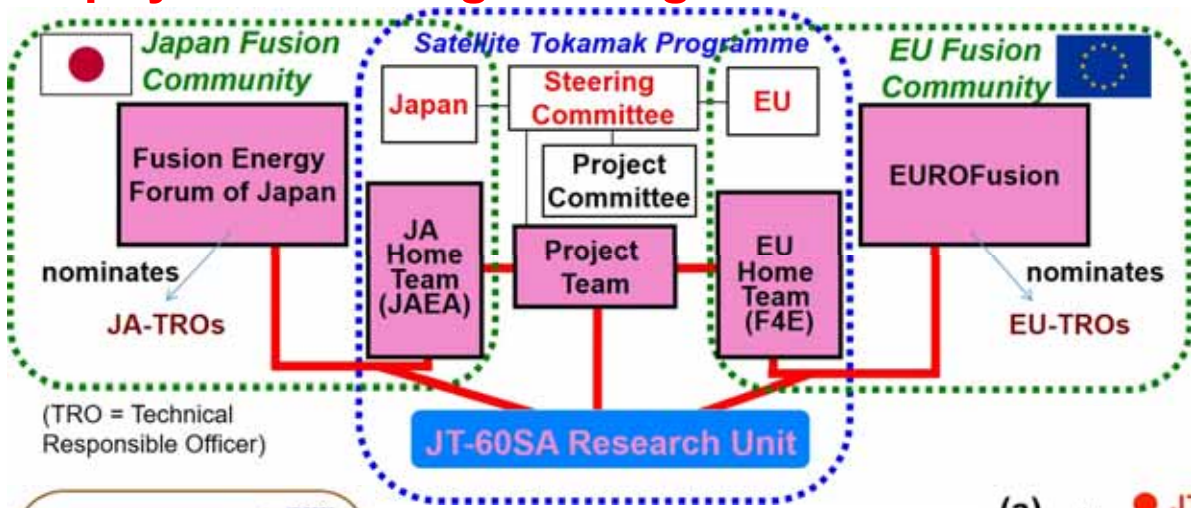 Japan Fusion
Community
Satellite Tokamak Programme
EU Fusion
Community
Japan
Steering
Committee
EU
Fusion Energy
Forum of Japan
Project
Committee
EUROFusion
JA
Home
Team
(JAEA)
Project
Team
EU
Home
Team
(F4E)
nominates
JA-TROs
nominates
EU-TROs
(TRO = Technical
Responsible Officer)
JT-60SA Research Unit
(a)